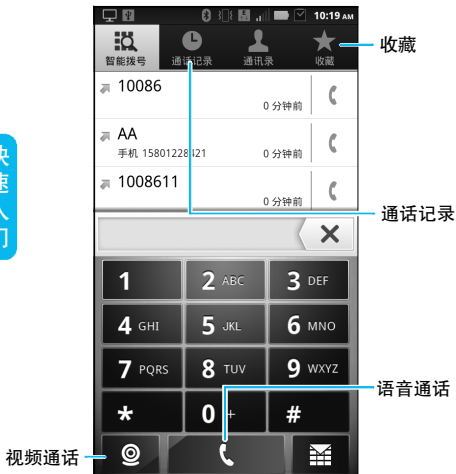 10:19 AM
智能拨号 通话记录 通讯录 收藏
收藏
10086
0 分钟前
AA
手机 15801228421 0 分钟前
1008611
0 分钟前
通话记录
快速入门
1 2 ABC 3 DEF
4 GHI 5 JKL 6 MNO
7 PQRS 8 TUV 9 WXYZ
语音通话
* 0 + #
视频通话